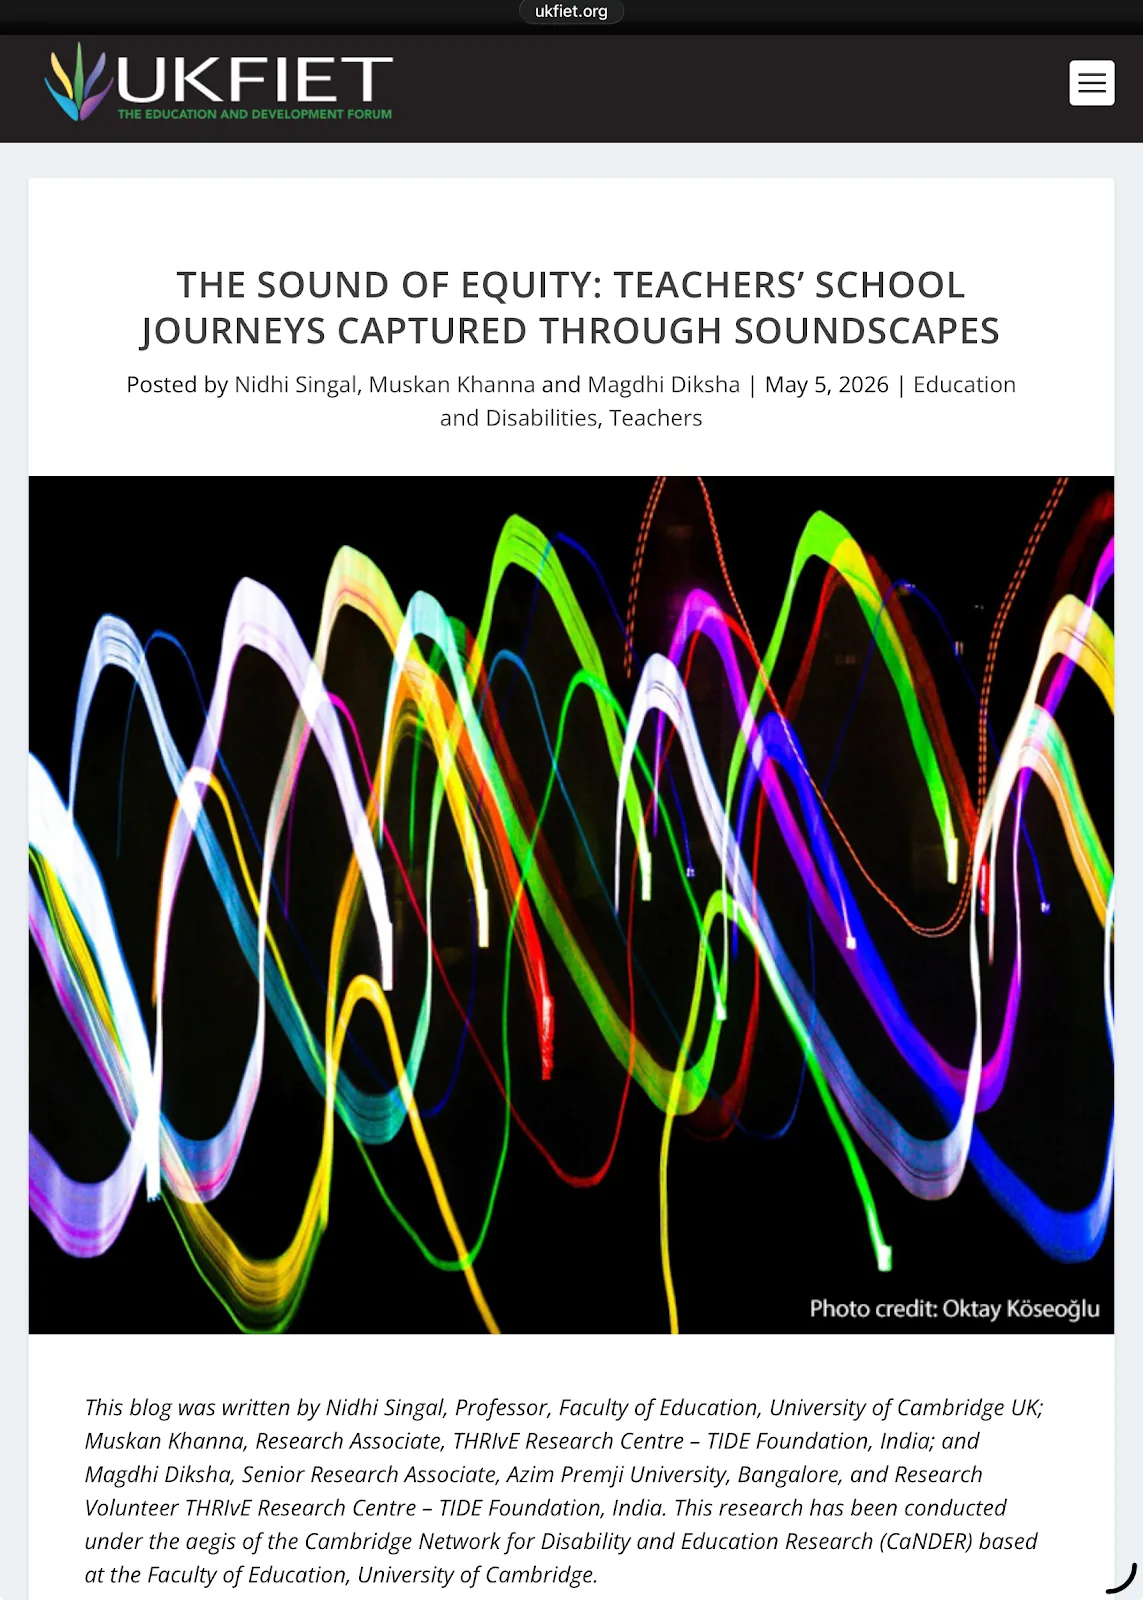 ukfiet.org
UKFIET
THE EDUCATION AND DEVELOPMENT FORUM
THE SOUND OF EQUITY: TEACHERS’ SCHOOL
JOURNEYS CAPTURED THROUGH SOUNDSCAPES
Posted by Nidhi Singal, Muskan Khanna and Magdhi Diksha | May 5, 2026 | Education
and Disabilities, Teachers
Photo credit: Oktay Köseoğlu
This blog was written by Nidhi Singal, Professor, Faculty of Education, University of Cambridge UK;
Muskan Khanna, Research Associate, THRIvE Research Centre – TIDE Foundation, India; and
Magdhi Diksha, Senior Research Associate, Azim Premji University, Bangalore, and Research
Volunteer THRIvE Research Centre – TIDE Foundation, India. This research has been conducted
under the aegis of the Cambridge Network for Disability and Education Research (CaNDER) based
at the Faculty of Education, University of Cambridge.